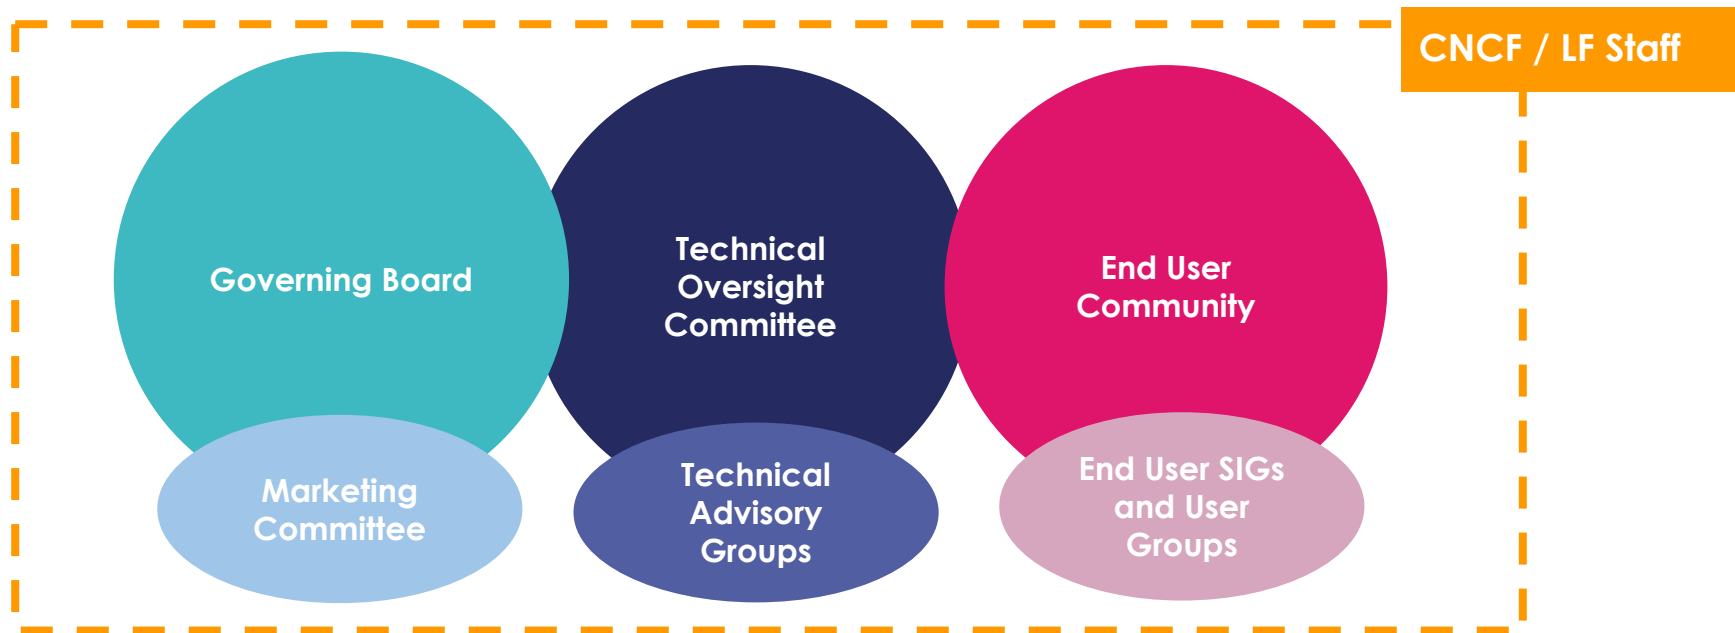 CNCF / LF Staff
Governing Board
Technical
Oversight
Committee
End User
Community
Marketing
Committee
Technical
Advisory
Groups
End User SIGs
and User
Groups